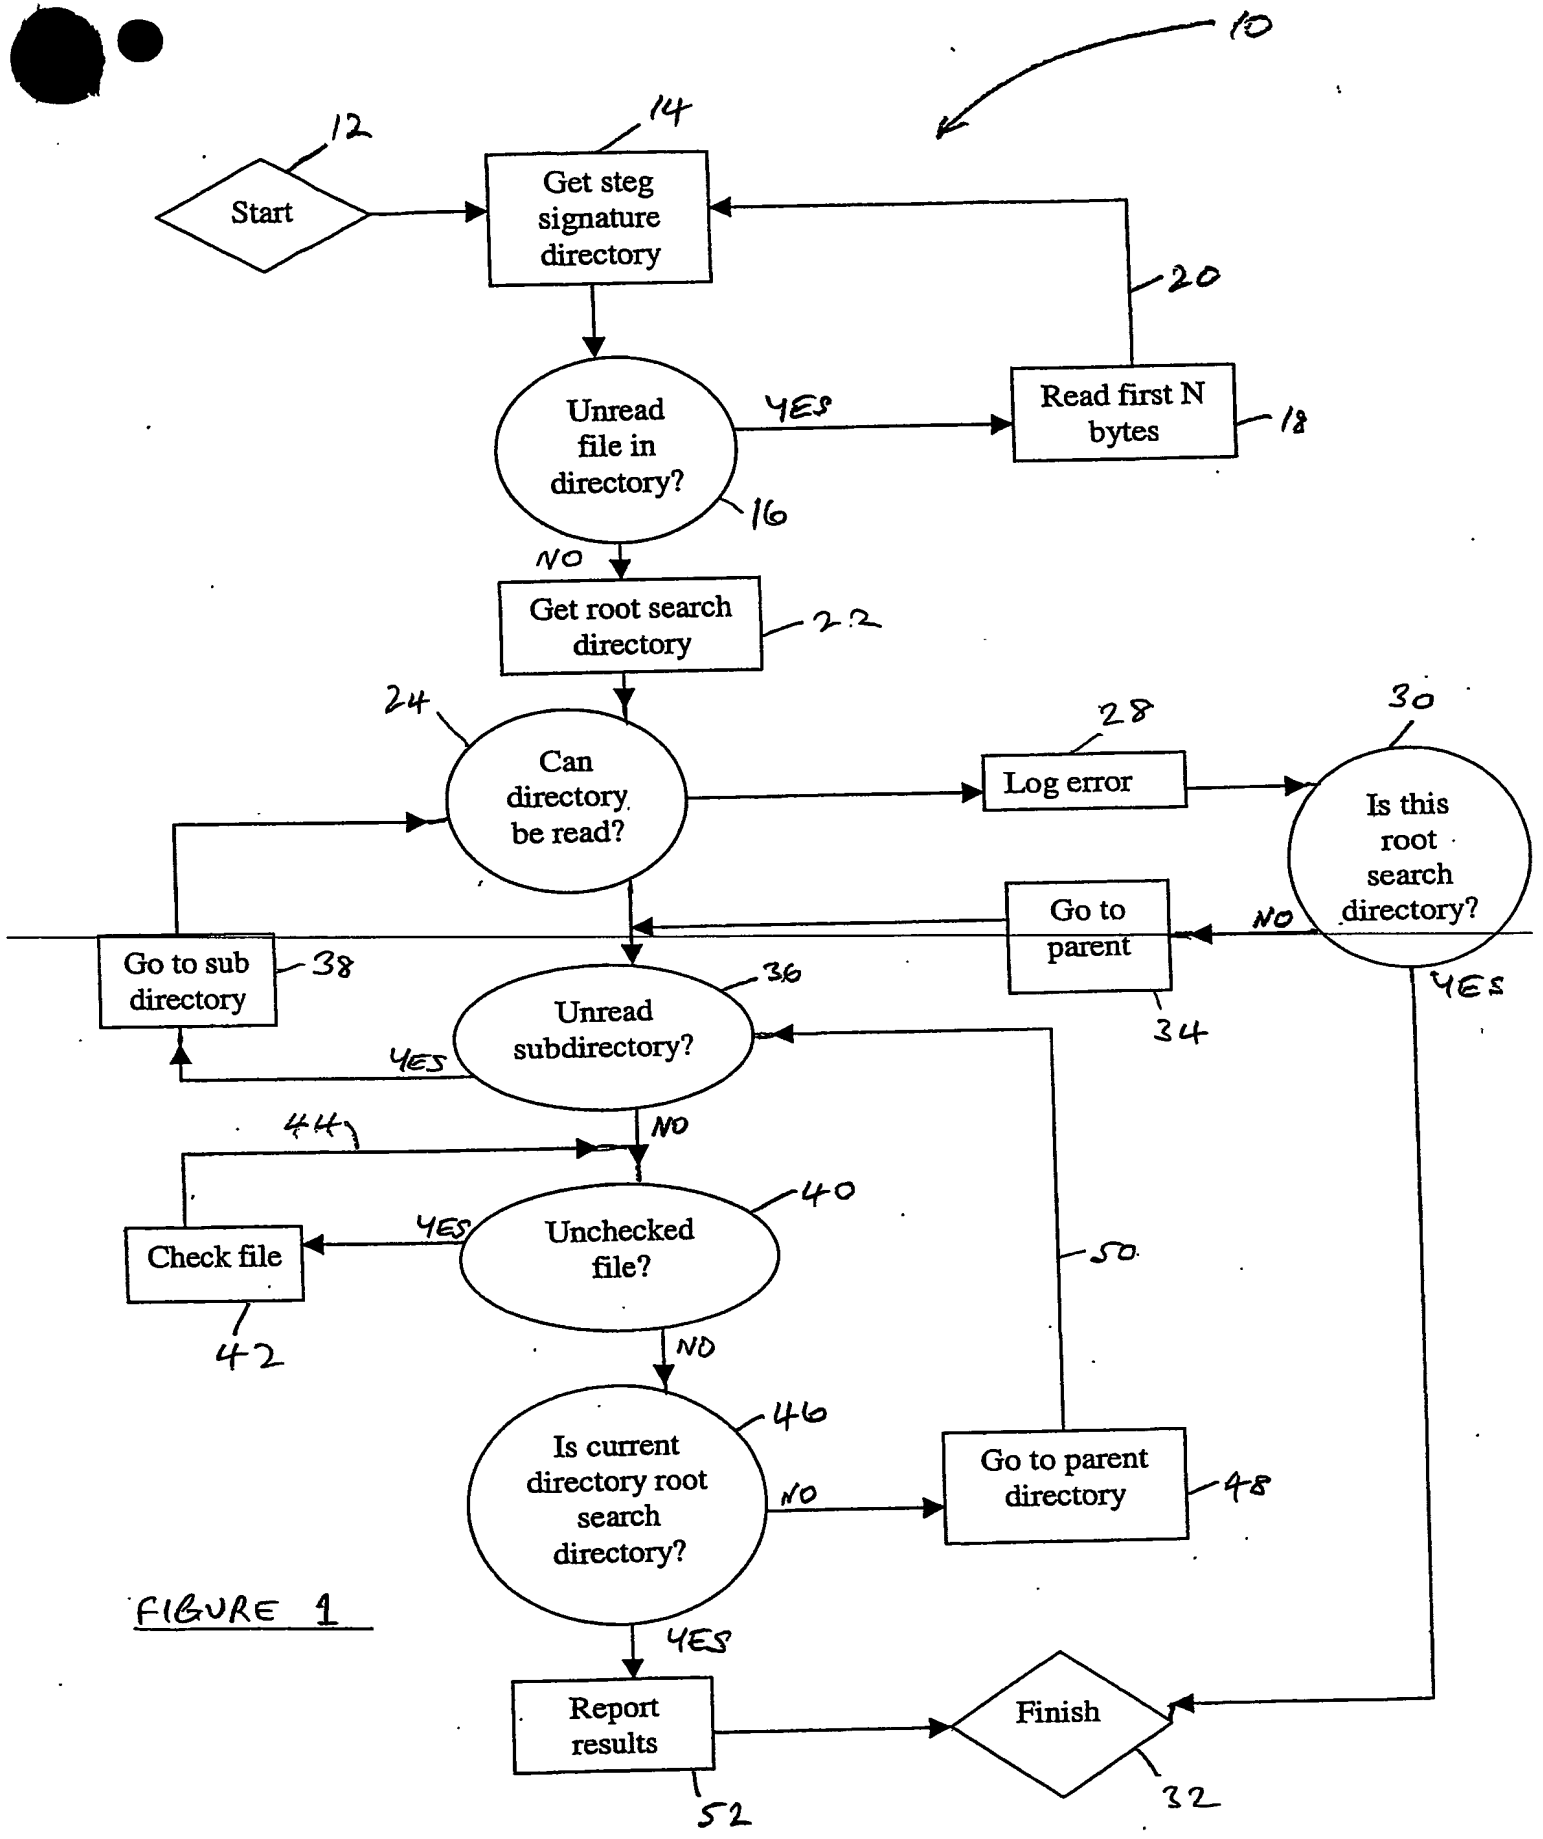 10
12
14
Start
Get steg
signature
directory
20
Unread
file in
directory?
YES
Read first N
bytes
18
16
NO
Get root search
directory
22
24
Can
directory
be read?
28
Log error
30
Is this
root
search
directory?
NO
Go to
parent
34
YES
Go to sub
directory
38
36
Unread
subdirectory?
YES
NO
44
40
Unchecked
file?
YES
Check file
42
50
NO
46
Is current
directory root
search
directory?
NO
Go to parent
directory
48
FIGURE 1
YES
Report
results
52
Finish
32